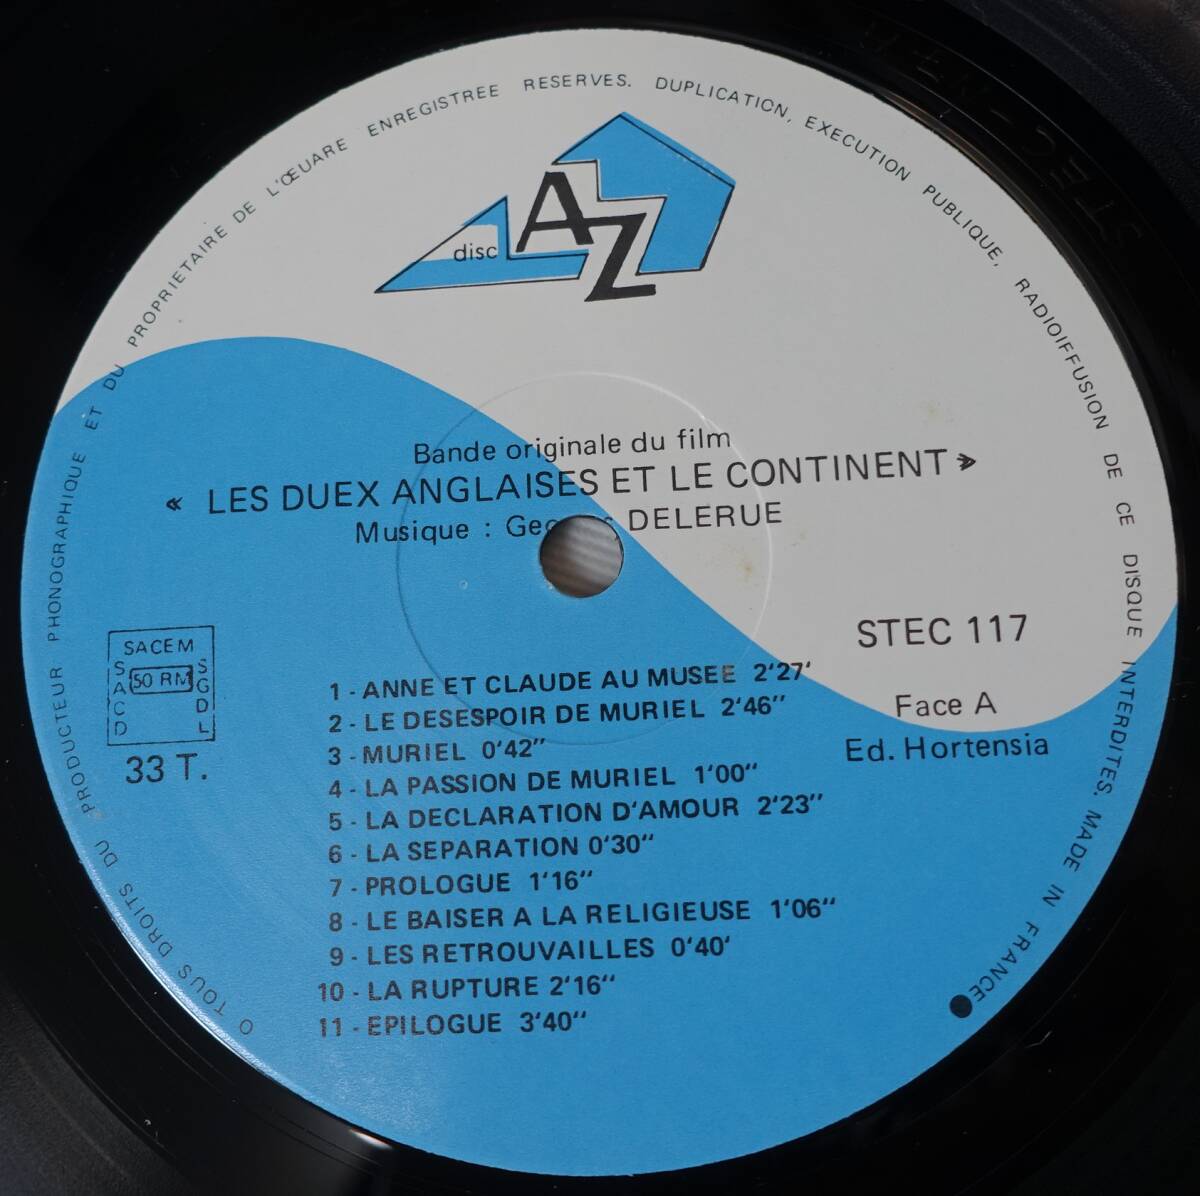 O TOUS DROITS DU PRODUCTEUR PHONOGRAPHIQUE ET DU PROPRIETAIRE DE L'ŒUARE ENREGISTREE RESERVES. DUPLICATION, EXECUTION PUBLIQUE, RADIOIFFUSION DE CE DISQUE INTERDITES. MADE IN FRANCE
disc AZ
Bande originale du film
« LES DUEX ANGLAISES ET LE CONTINENT »
Musique : DELERUE
STEC 117
Face A
Ed. Hortensia
SACEM
SACD
50 RM
SGDL
33 T.
1 - ANNE ET CLAUDE AU MUSEE 2'27'
2 - LE DESESPOIR DE MURIEL 2'46"
3 - MURIEL 0'42"
4 - LA PASSION DE MURIEL 1'00"
5 - LA DECLARATION D'AMOUR 2'23"
6 - LA SEPARATION 0'30"
7 - PROLOGUE 1'16"
8 - LE BAISER A LA RELIGIEUSE 1'06"
9 - LES RETROUVAILLES 0'40'
10 - LA RUPTURE 2'16"
11 - EPILOGUE 3'40"